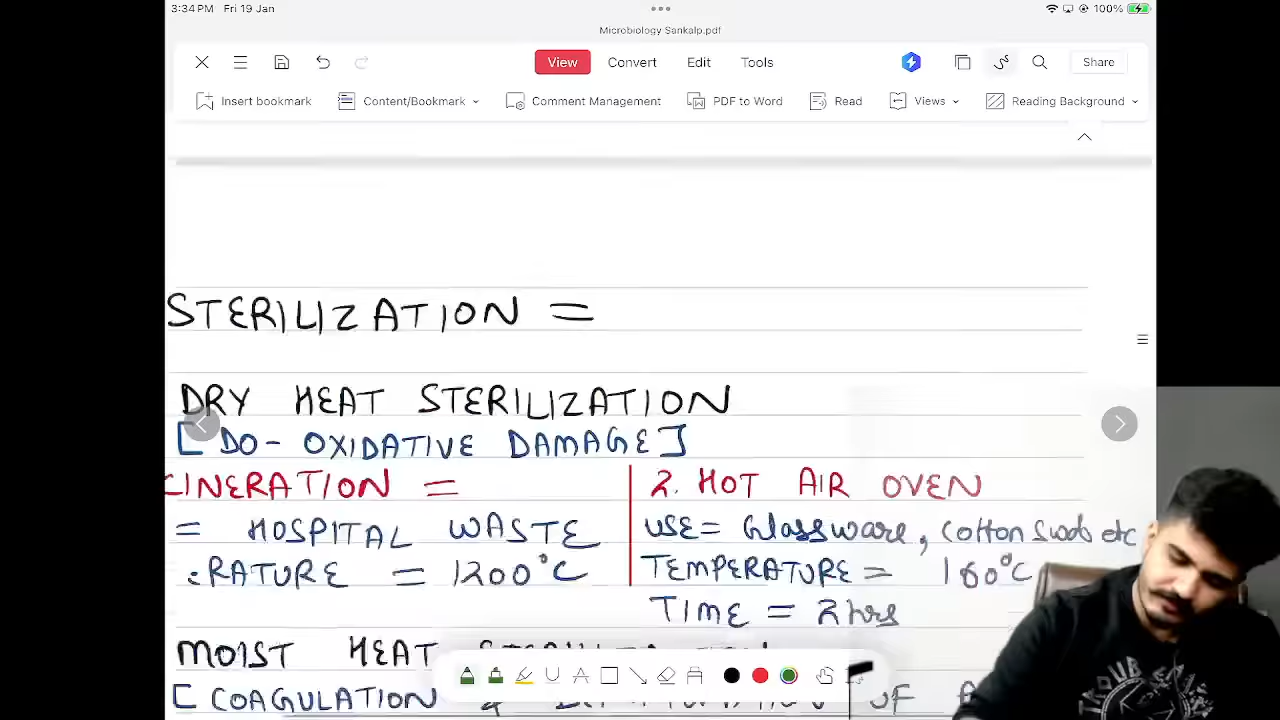 3:34 PM Fri 19 Jan
100%
Microbiology Sankalp.pdf
View Convert Edit Tools
Share
Insert bookmark Content/Bookmark Comment Management PDF to Word Read Views Reading Background
STERILIZATION =
DRY HEAT STERILIZATION
[DO- OXIDATIVE DAMAGE]
CINERATION =
= HOSPITAL WASTE
RATURE = 1200°C
2. HOT AIR OVEN
USE= Glassware, Cotton Swab etc
TEMPERATURE = 160°C
TIME = 2 hrs
MOIST HEAT
[COAGULATION & OF